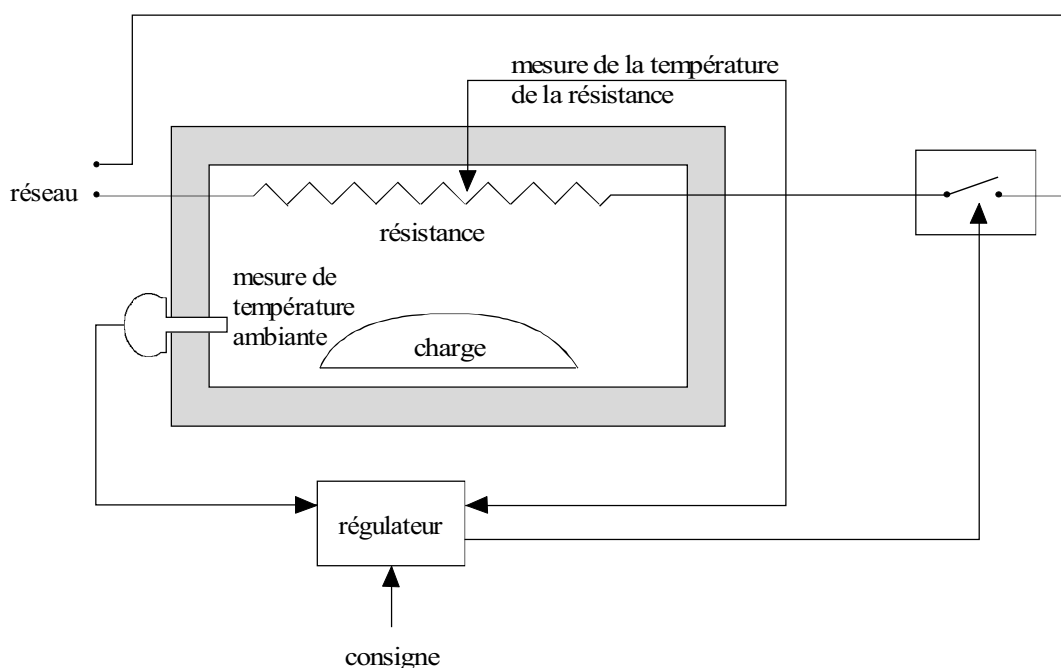 mesure de la température
de la résistance
réseau
résistance
mesure de
température
ambiante
charge
régulateur
consigne